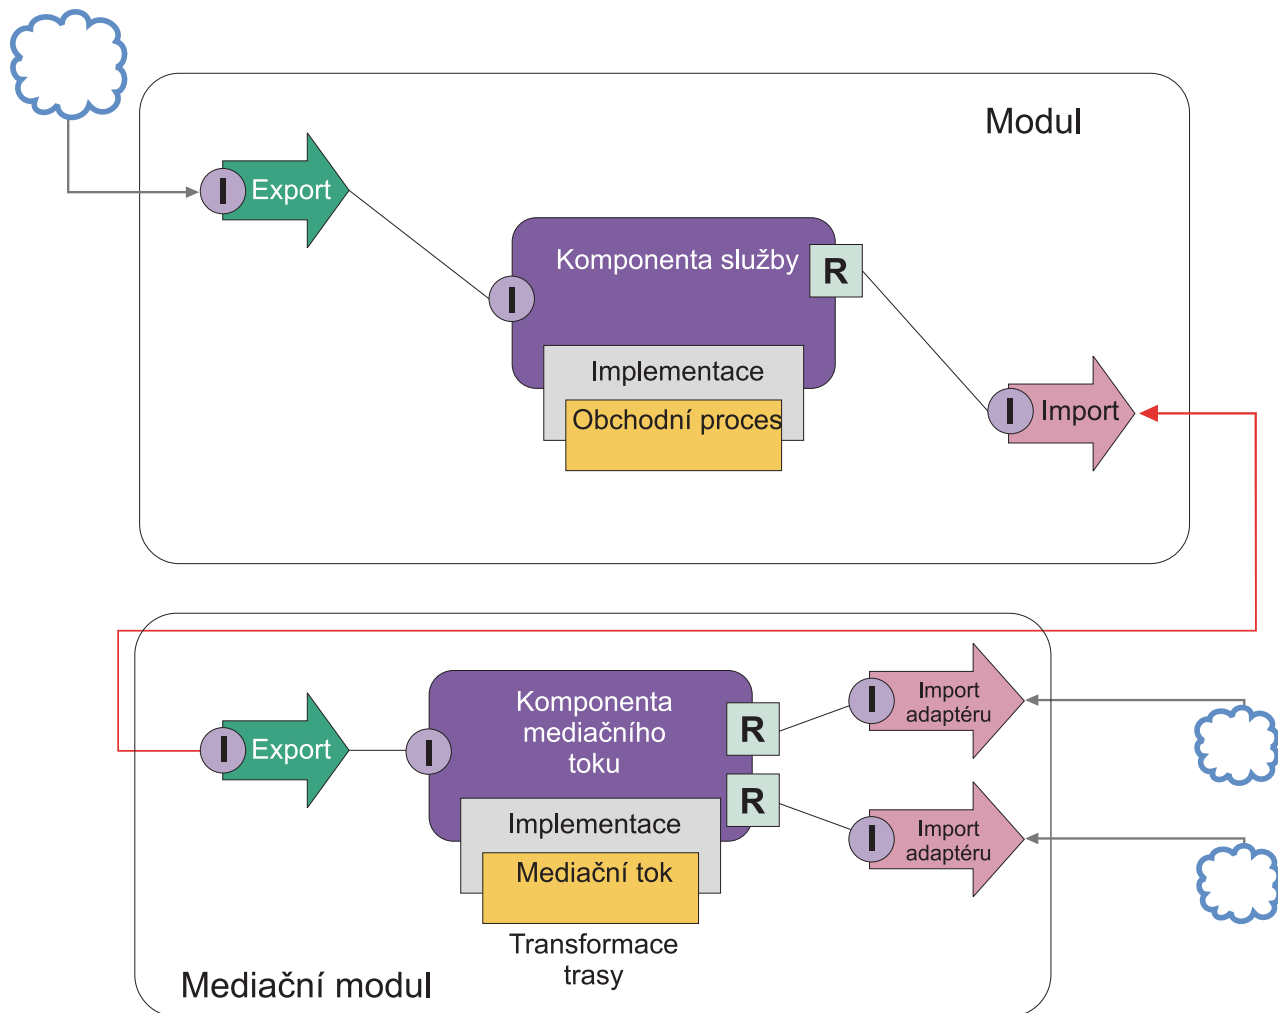 Modul
I
Export
Komponenta služby
R
I
Implementace
Obchodní proces
I
Import
I
Export
I
Komponenta
mediačního
toku
R
R
I
Import
adaptéru
I
Import
adaptéru
Implementace
Mediační tok
Transformace
trasy
Mediační modul